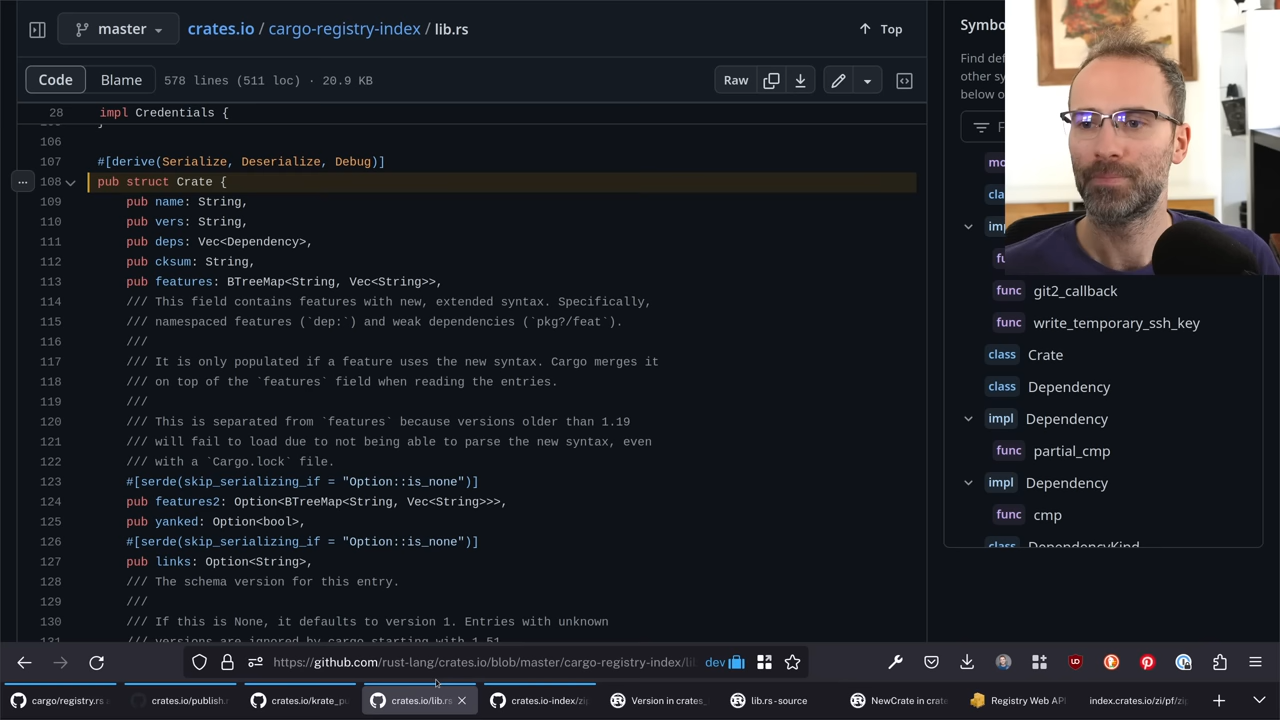 master
crates.io / cargo-registry-index / lib.rs
Top
Code
Blame
578 lines (511 loc) · 20.9 KB
Raw
28 impl Credentials {
106
107 #[derive(Serialize, Deserialize, Debug)]
108 pub struct Crate {
109 pub name: String,
110 pub vers: String,
111 pub deps: Vec<Dependency>,
112 pub cksum: String,
113 pub features: BTreeMap<String, Vec<String>>,
114 /// This field contains features with new, extended syntax. Specifically,
115 /// namespaced features (`dep:`) and weak dependencies (`pkg?/feat`).
116 ///
117 /// It is only populated if a feature uses the new syntax. Cargo merges it
118 /// on top of the `features` field when reading the entries.
119 ///
120 /// This is separated from `features` because versions older than 1.19
121 /// will fail to load due to not being able to parse the new syntax, even
122 /// with a `Cargo.lock` file.
123 #[serde(skip_serializing_if = "Option::is_none")]
124 pub features2: Option<BTreeMap<String, Vec<String>>>,
125 pub yanked: Option<bool>,
126 #[serde(skip_serializing_if = "Option::is_none")]
127 pub links: Option<String>,
128 /// The schema version for this entry.
129 ///
130 /// If this is None, it defaults to version 1. Entries with unknown
131 /// versions are ignored by cargo starting with 1.51
Symbo
Find def
other sy
below o
F
mo
cla
imp
fu
func git2_callback
func write_temporary_ssh_key
class Crate
class Dependency
impl Dependency
func partial_cmp
impl Dependency
func cmp
class DependencyKind
https://github.com/rust-lang/crates.io/blob/master/cargo-registry-index/li
dev
cargo/registry.rs
crates.io/publish.r
crates.io/krate_pu
crates.io/lib.rs
crates.io-index/zip
Version in crates_
lib.rs - source
NewCrate in crate
Registry Web API
index.crates.io/zi/pf/zip